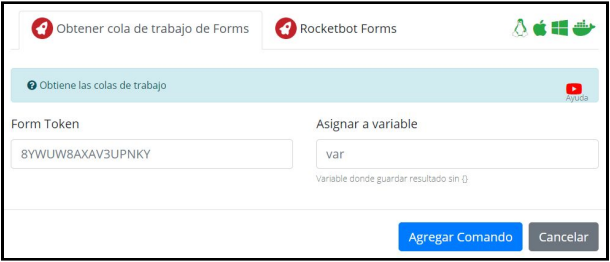 Obtener cola de trabajo de Forms Rocketbot Forms
Obtiene las colas de trabajo
Ayuda
Form Token Asignar a variable
8YWUW8AXAV3UPNKY var
Variable donde guardar resultado sin {}
Agregar Comando Cancelar